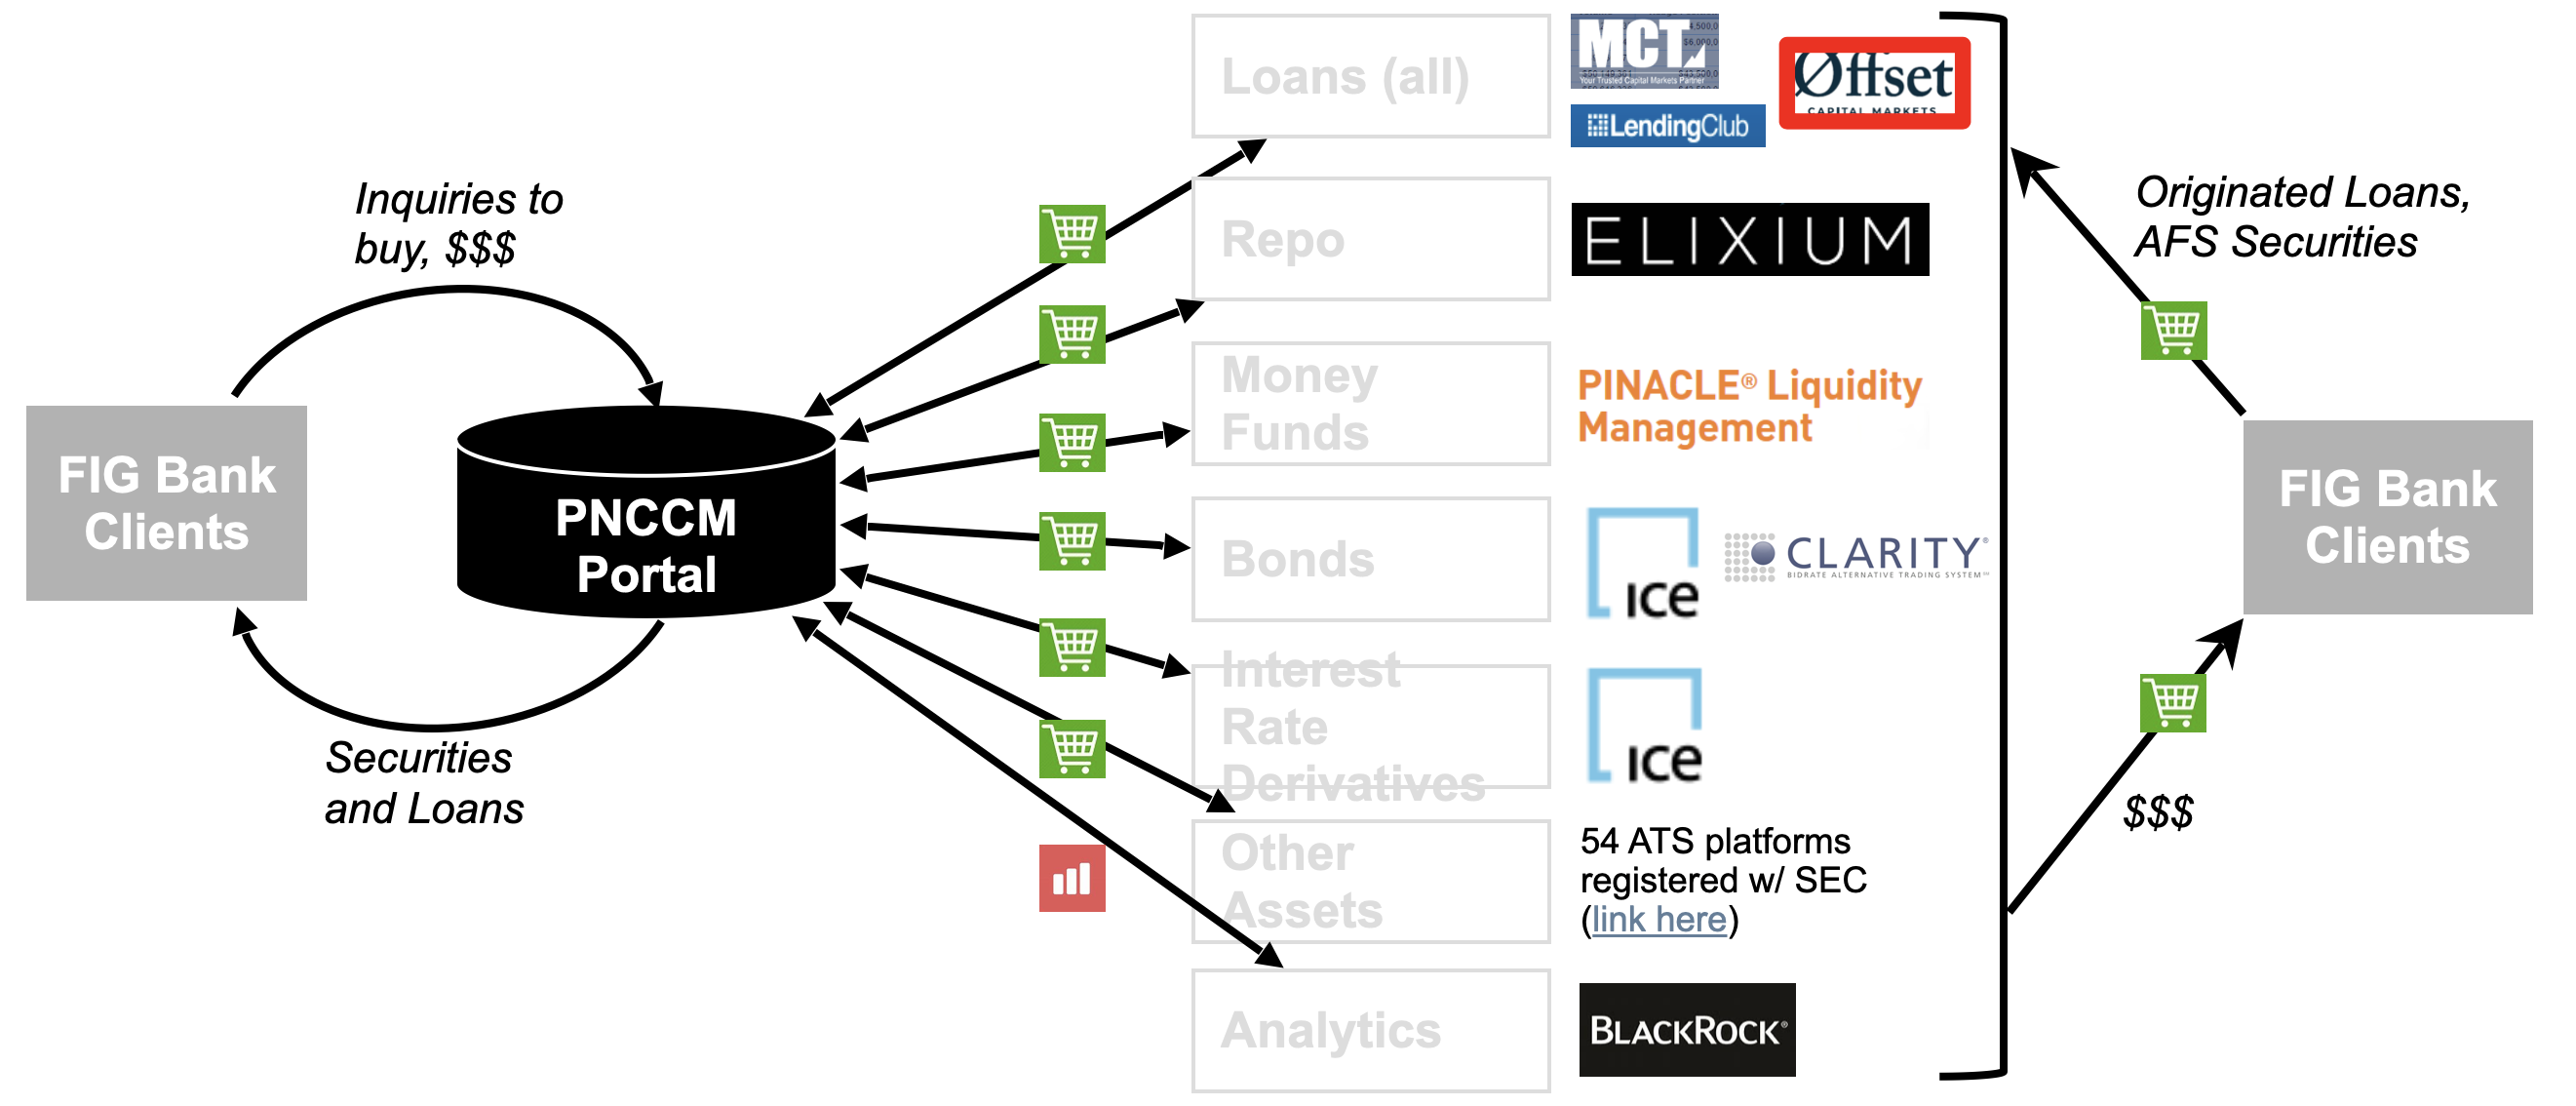 Inquiries to
buy, $$$
FIG Bank
Clients
Securities
and Loans
PNCCM
Portal
Loans (all)
MCT
Your Trusted Capital Markets Partner
LendingClub
Øffset
CAPITAL MARKETS
Repo
ELIXIUM
Money
Funds
PINACLE® Liquidity
Management
Bonds
ice
CLARITY®
BIDRATE ALTERNATIVE TRADING SYSTEM℠
Interest
Rate
Derivatives
ice
Other
Assets
54 ATS platforms
registered w/ SEC
(link here)
Analytics
BLACKROCK®
Originated Loans,
AFS Securities
FIG Bank
Clients
$$$